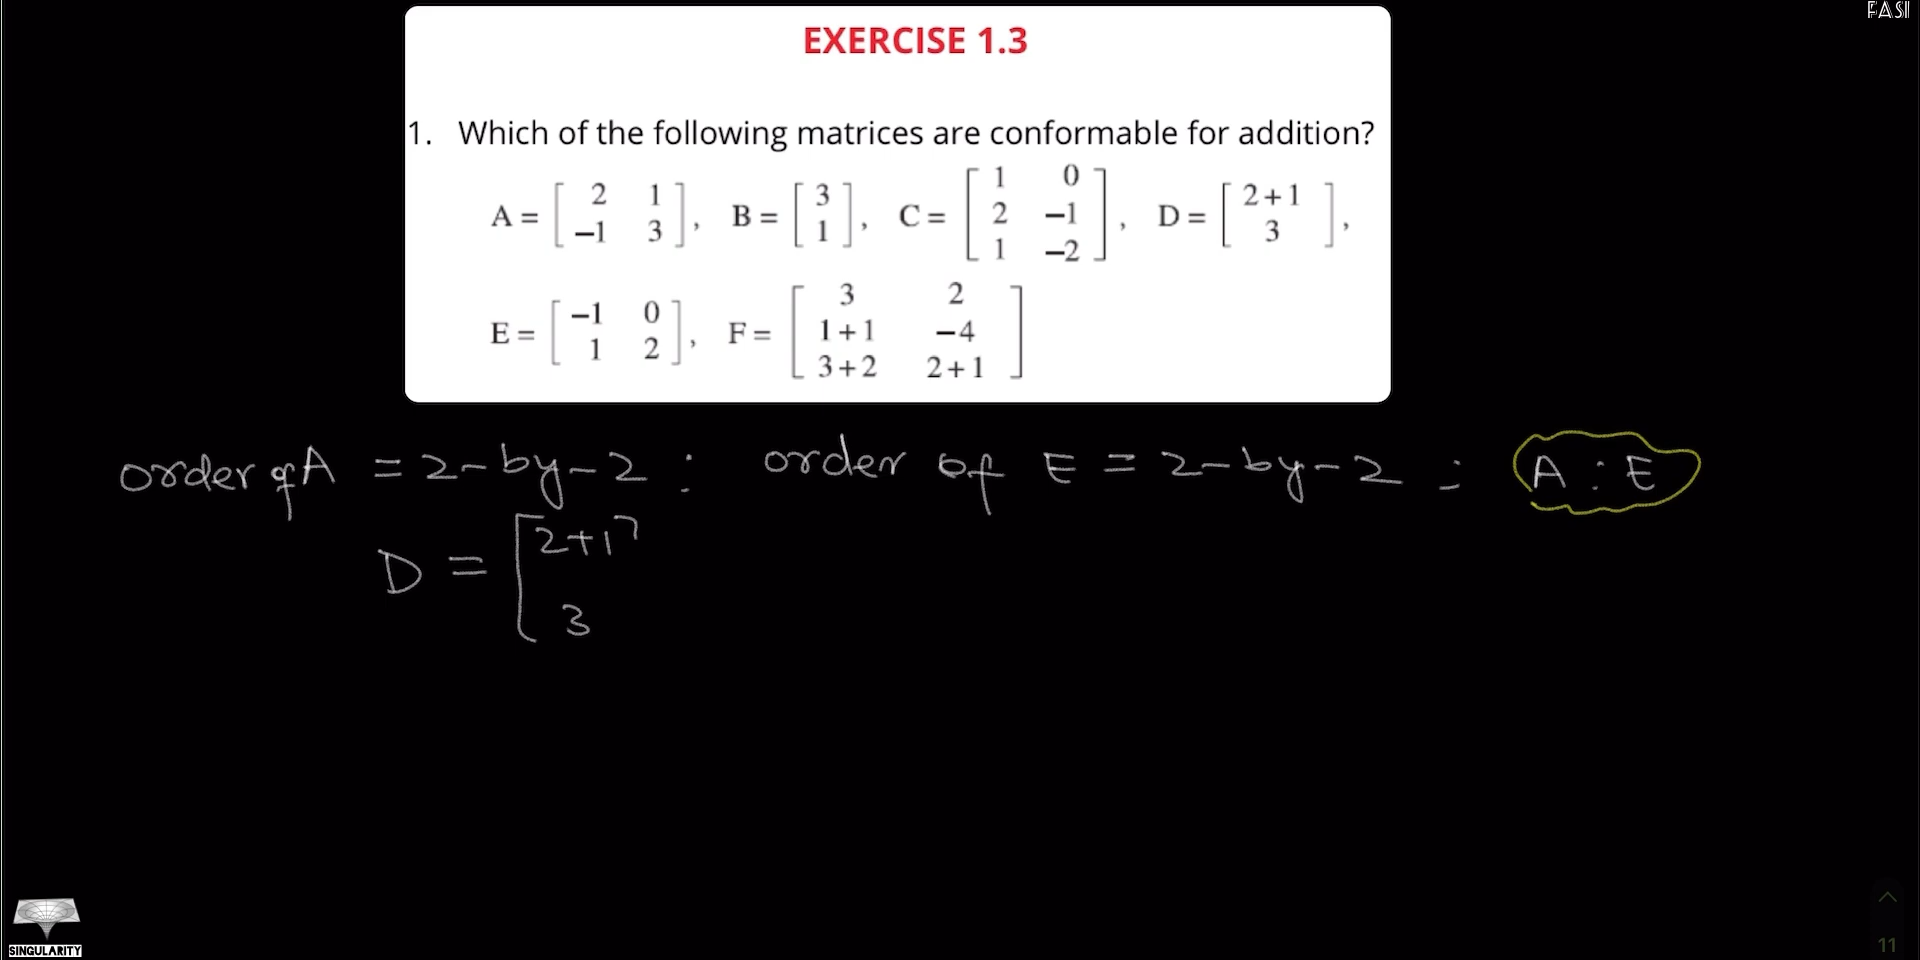 FASI
EXERCISE 1.3
1. Which of the following matrices are conformable for addition?
A = [ 2 1 ; −1 3 ], B = [ 3 ; 1 ], C = [ 1 0 ; 2 −1 ; 1 −2 ], D = [ 2+1 ; 3 ],
E = [ −1 0 ; 1 2 ], F = [ 3 2 ; 1+1 −4 ; 3+2 2+1 ]
order of A = 2-by-2 : order of E = 2-by-2 : A : E
D = [ 2+1 ; 3
SINGULARITY
11